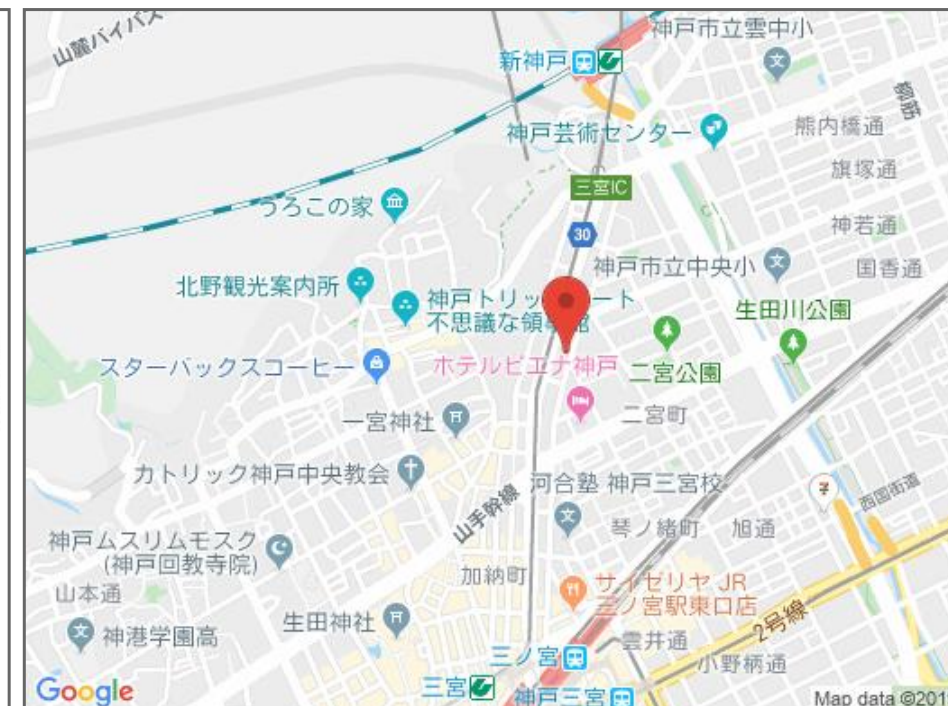 山麓バイパス
神戸市立雲中小
新神戸
柳筋
神戸芸術センター
熊内橋通
旗塚通
三宮IC
うろこの家
30
神若通
神戸市立中央小
国香通
北野観光案内所
神戸トリックアート
不思議な領事館
生田川公園
スターバックスコーヒー
ホテルピエナ神戸
二宮公園
一宮神社
二宮町
カトリック神戸中央教会
河合塾 神戸三宮校
山手幹線
西国街道
琴ノ緒町
旭通
神戸ムスリムモスク
(神戸回教寺院)
加納町
サイゼリヤ JR
三ノ宮駅東口店
山本通
2号線
生田神社
神港学園高
雲井通
三ノ宮
小野柄通
三宮
神戸三宮
Google
Map data ©201